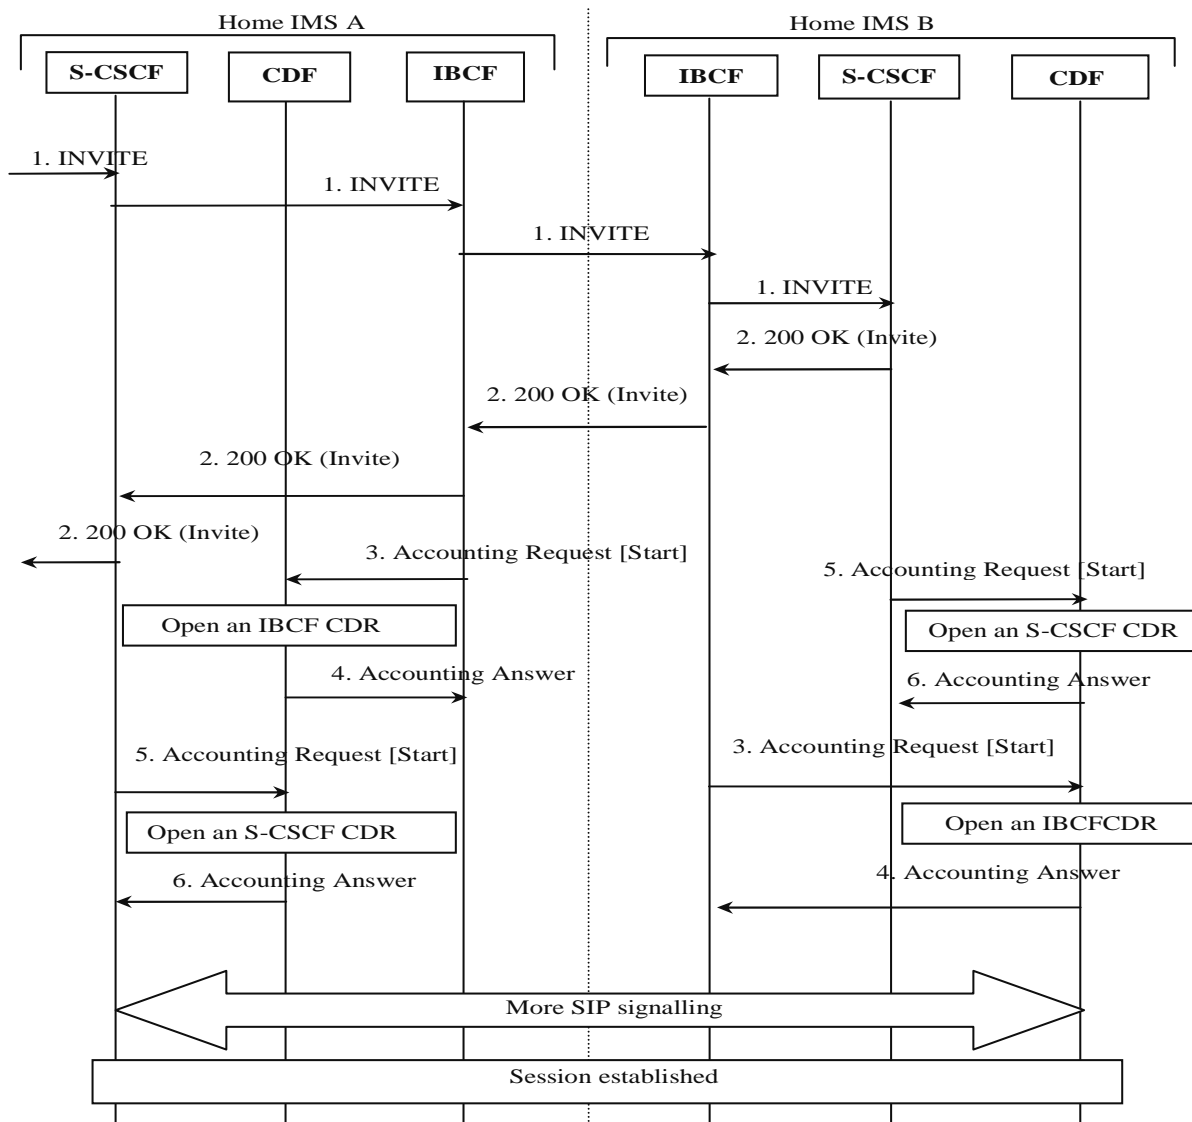 Home IMS A
Home IMS B
S-CSCF
CDF
IBCF
IBCF
S-CSCF
CDF
1. INVITE
1. INVITE
1. INVITE
1. INVITE
2. 200 OK (Invite)
2. 200 OK (Invite)
2. 200 OK (Invite)
2. 200 OK (Invite)
3. Accounting Request [Start]
5. Accounting Request [Start]
Open an IBCF CDR
Open an S-CSCF CDR
4. Accounting Answer
6. Accounting Answer
5. Accounting Request [Start]
3. Accounting Request [Start]
Open an S-CSCF CDR
Open an IBCFCDR
6. Accounting Answer
4. Accounting Answer
More SIP signalling
Session established